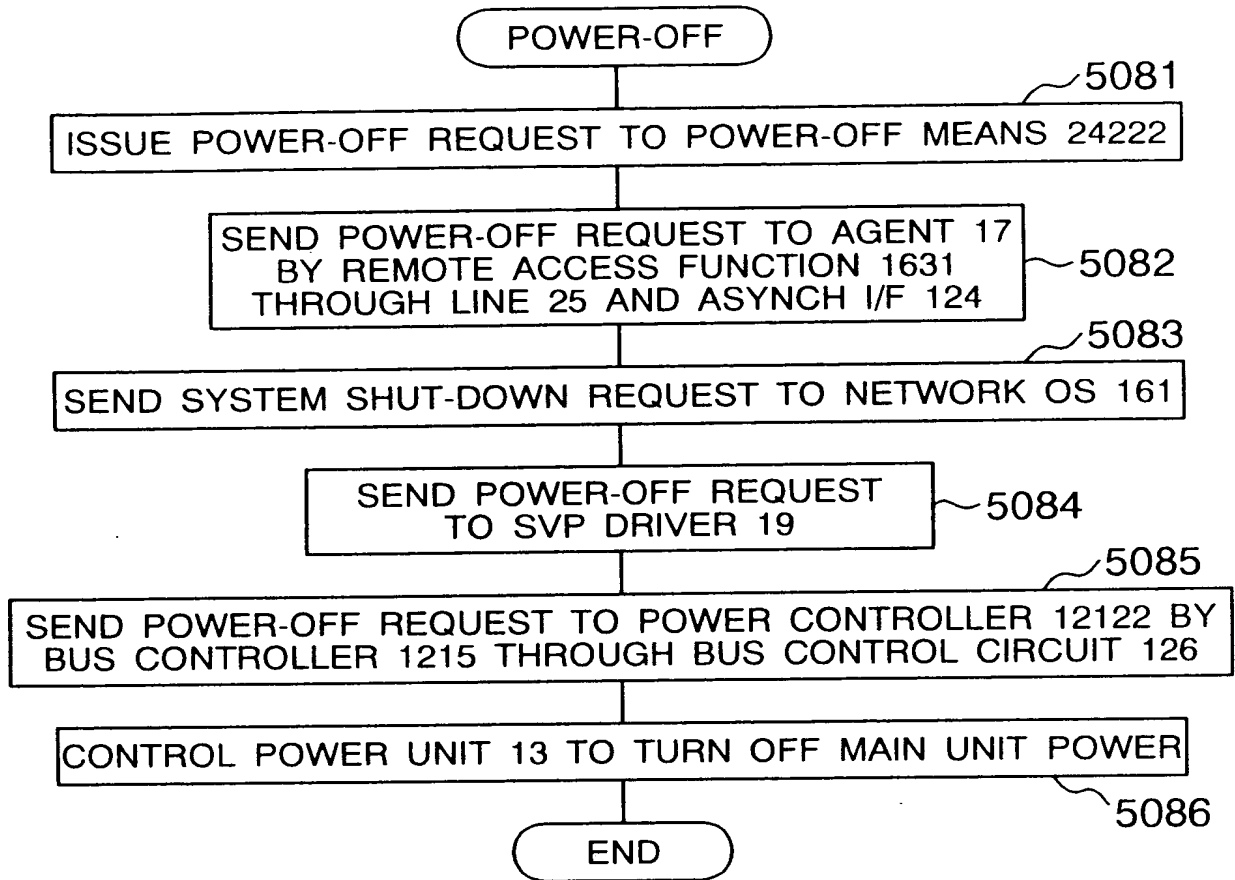 POWER-OFF
5081
ISSUE POWER-OFF REQUEST TO POWER-OFF MEANS 24222
SEND POWER-OFF REQUEST TO AGENT 17
BY REMOTE ACCESS FUNCTION 1631
THROUGH LINE 25 AND ASYNCH I/F 124
5082
5083
SEND SYSTEM SHUT-DOWN REQUEST TO NETWORK OS 161
SEND POWER-OFF REQUEST
TO SVP DRIVER 19
5084
5085
SEND POWER-OFF REQUEST TO POWER CONTROLLER 12122 BY
BUS CONTROLLER 1215 THROUGH BUS CONTROL CIRCUIT 126
CONTROL POWER UNIT 13 TO TURN OFF MAIN UNIT POWER
5086
END